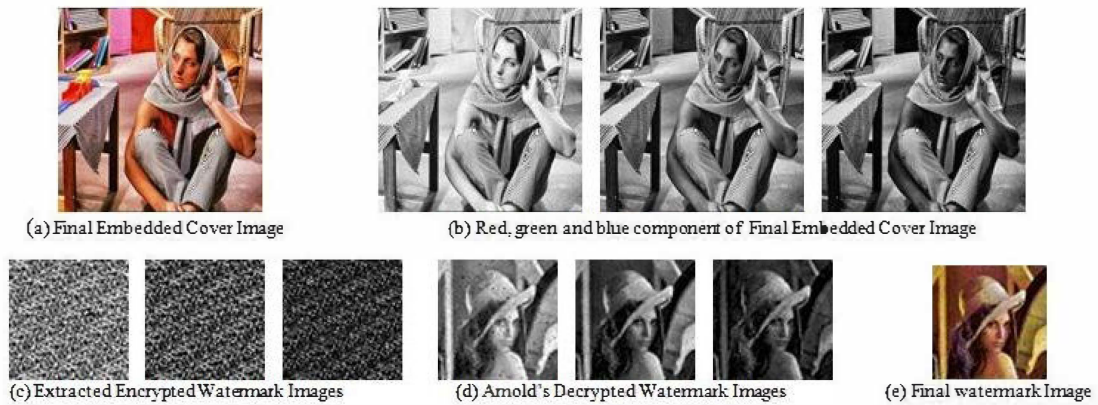 (a) Final Embedded Cover Image
(b) Red, green and blue component of Final Embedded Cover Image
(c) Extracted Encrypted Watermark Images
(d) Arnold's Decrypted Watermark Images
(e) Final watermark Image